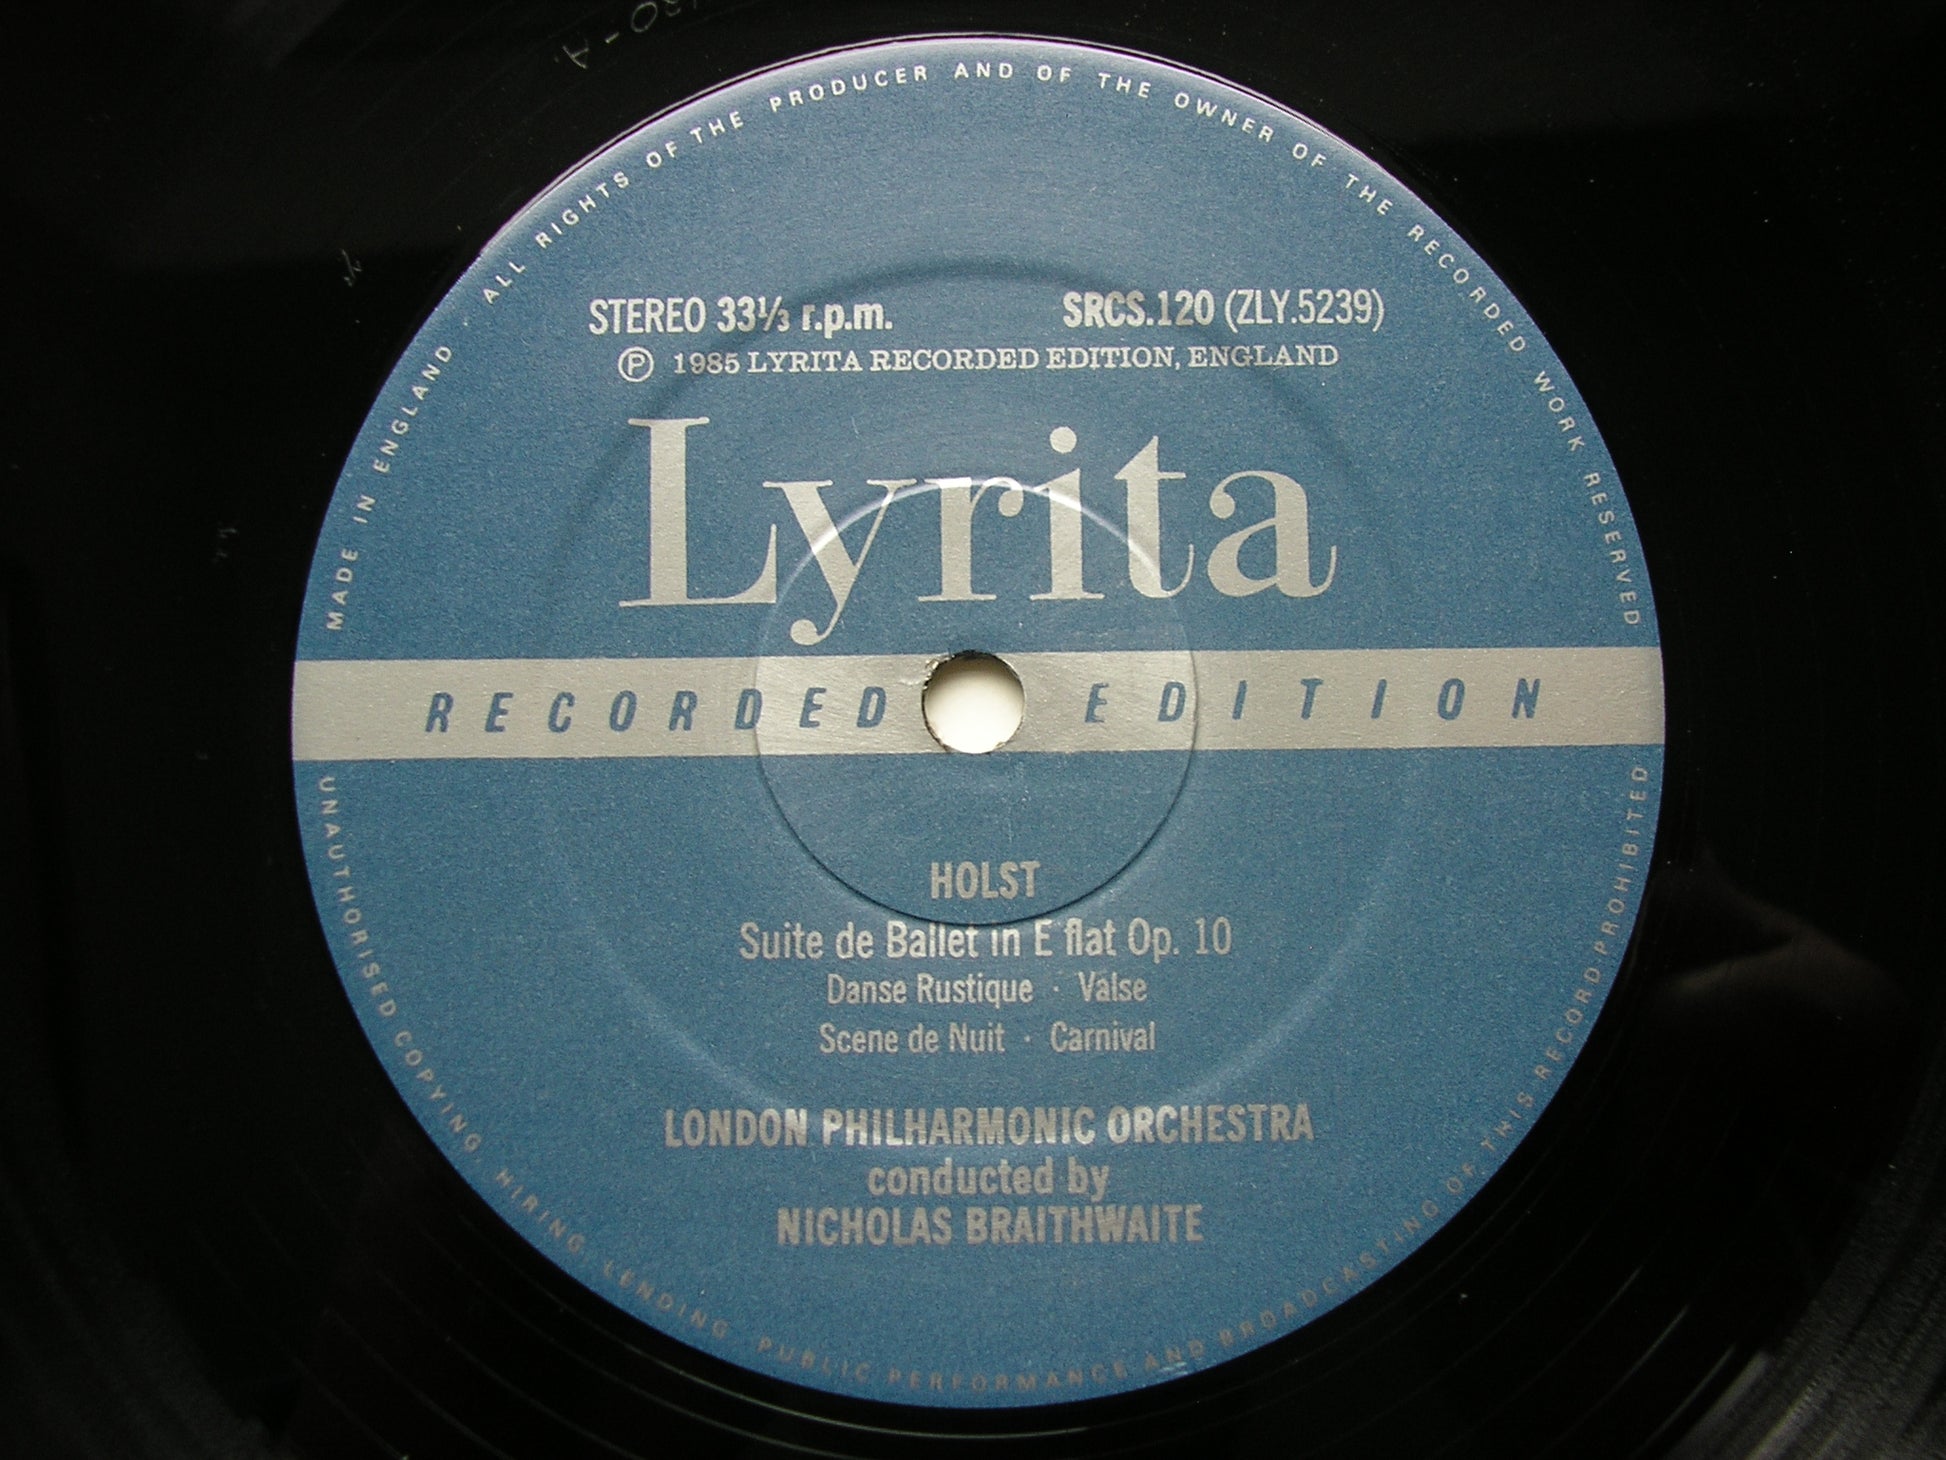 MADE IN ENGLAND ALL RIGHTS OF THE PRODUCER AND OF THE OWNER OF THE RECORDED WORK RESERVED
STEREO 33⅓ r.p.m. SRCS.120 (ZLY.5239)
Ⓟ 1985 LYRITA RECORDED EDITION, ENGLAND
Lyrita
RECORDED EDITION
HOLST
Suite de Ballet in E flat Op. 10
Danse Rustique · Valse
Scene de Nuit · Carnival
LONDON PHILHARMONIC ORCHESTRA
conducted by
NICHOLAS BRAITHWAITE
UNAUTHORISED COPYING, HIRING, LENDING, PUBLIC PERFORMANCE AND BROADCASTING OF THIS RECORD PROHIBITED